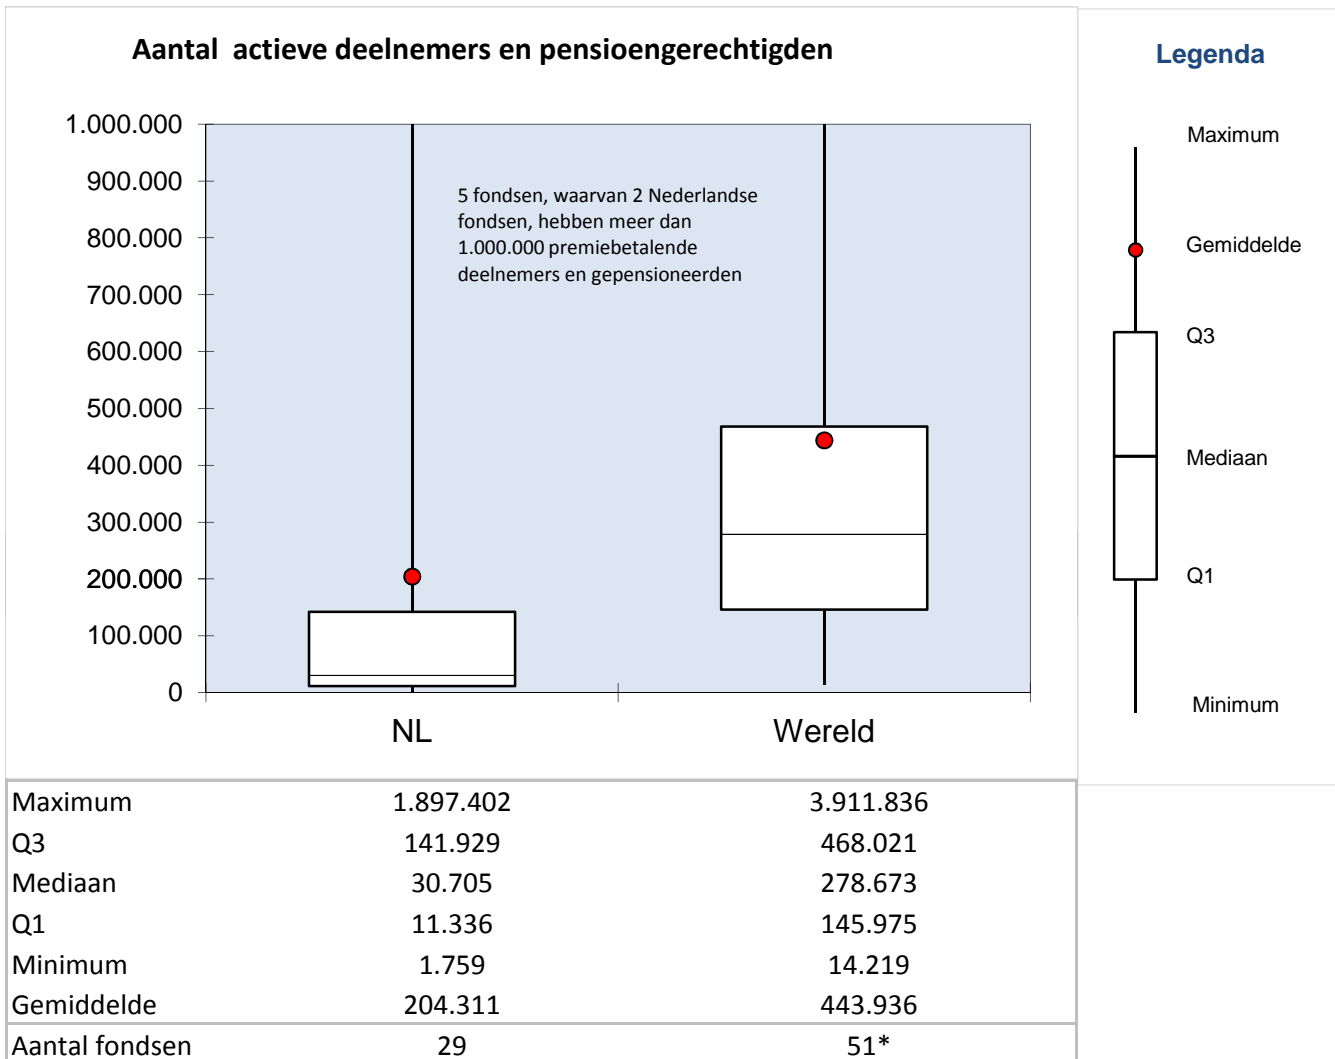 Aantal  actieve deelnemers en pensioengerechtigden
1.000.000
900.000
800.000
700.000
600.000
500.000
400.000
300.000
200.000
100.000
0
5 fondsen, waarvan 2 Nederlandse
fondsen, hebben meer dan
1.000.000 premiebetalende
deelnemers en gepensioneerden
NL Wereld
Legenda
Maximum
Gemiddelde
Q3
Mediaan
Q1
Minimum
Maximum 1.897.402 3.911.836
Q3 141.929 468.021
Mediaan 30.705 278.673
Q1 11.336 145.975
Minimum 1.759 14.219
Gemiddelde 204.311 443.936
Aantal fondsen 29 51*